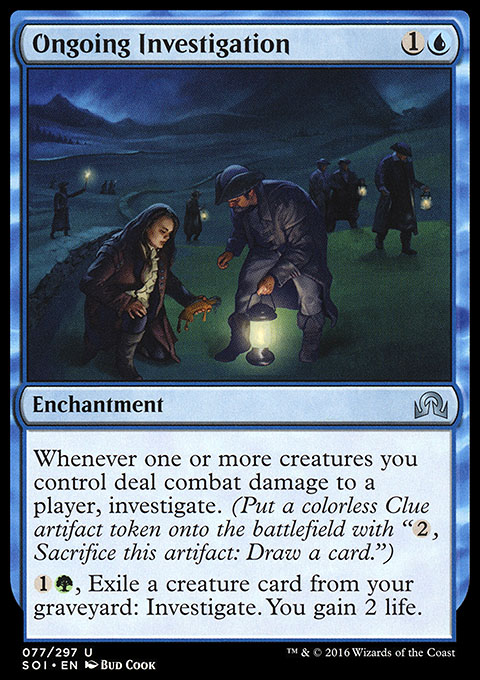 Ongoing Investigation 1
Enchantment
Whenever one or more creatures you
control deal combat damage to a
player, investigate. (Put a colorless Clue
artifact token onto the battlefield with “2,
Sacrifice this artifact: Draw a card.”)
1, Exile a creature card from your
graveyard: Investigate. You gain 2 life.
077/297 U
SOI • EN Bud Cook
™ & © 2016 Wizards of the Coast